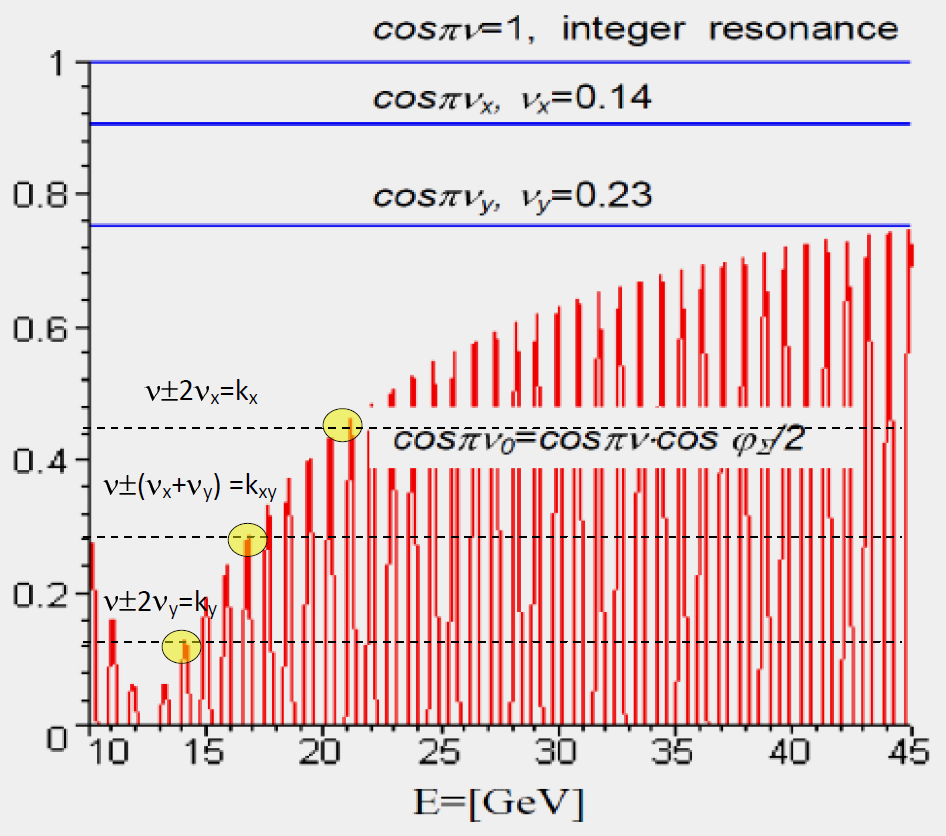 cosπν=1, integer resonance
1
cosπνx, νx=0.14
0.8
cosπνy, νy=0.23
0.6
ν±2νx=kx
cosπν0=cosπν·cos φΣ/2
0.4
ν±(νx+νy) =kxy
0.2
ν±2νy=ky
0
10 15 20 25 30 35 40 45
E=[GeV]